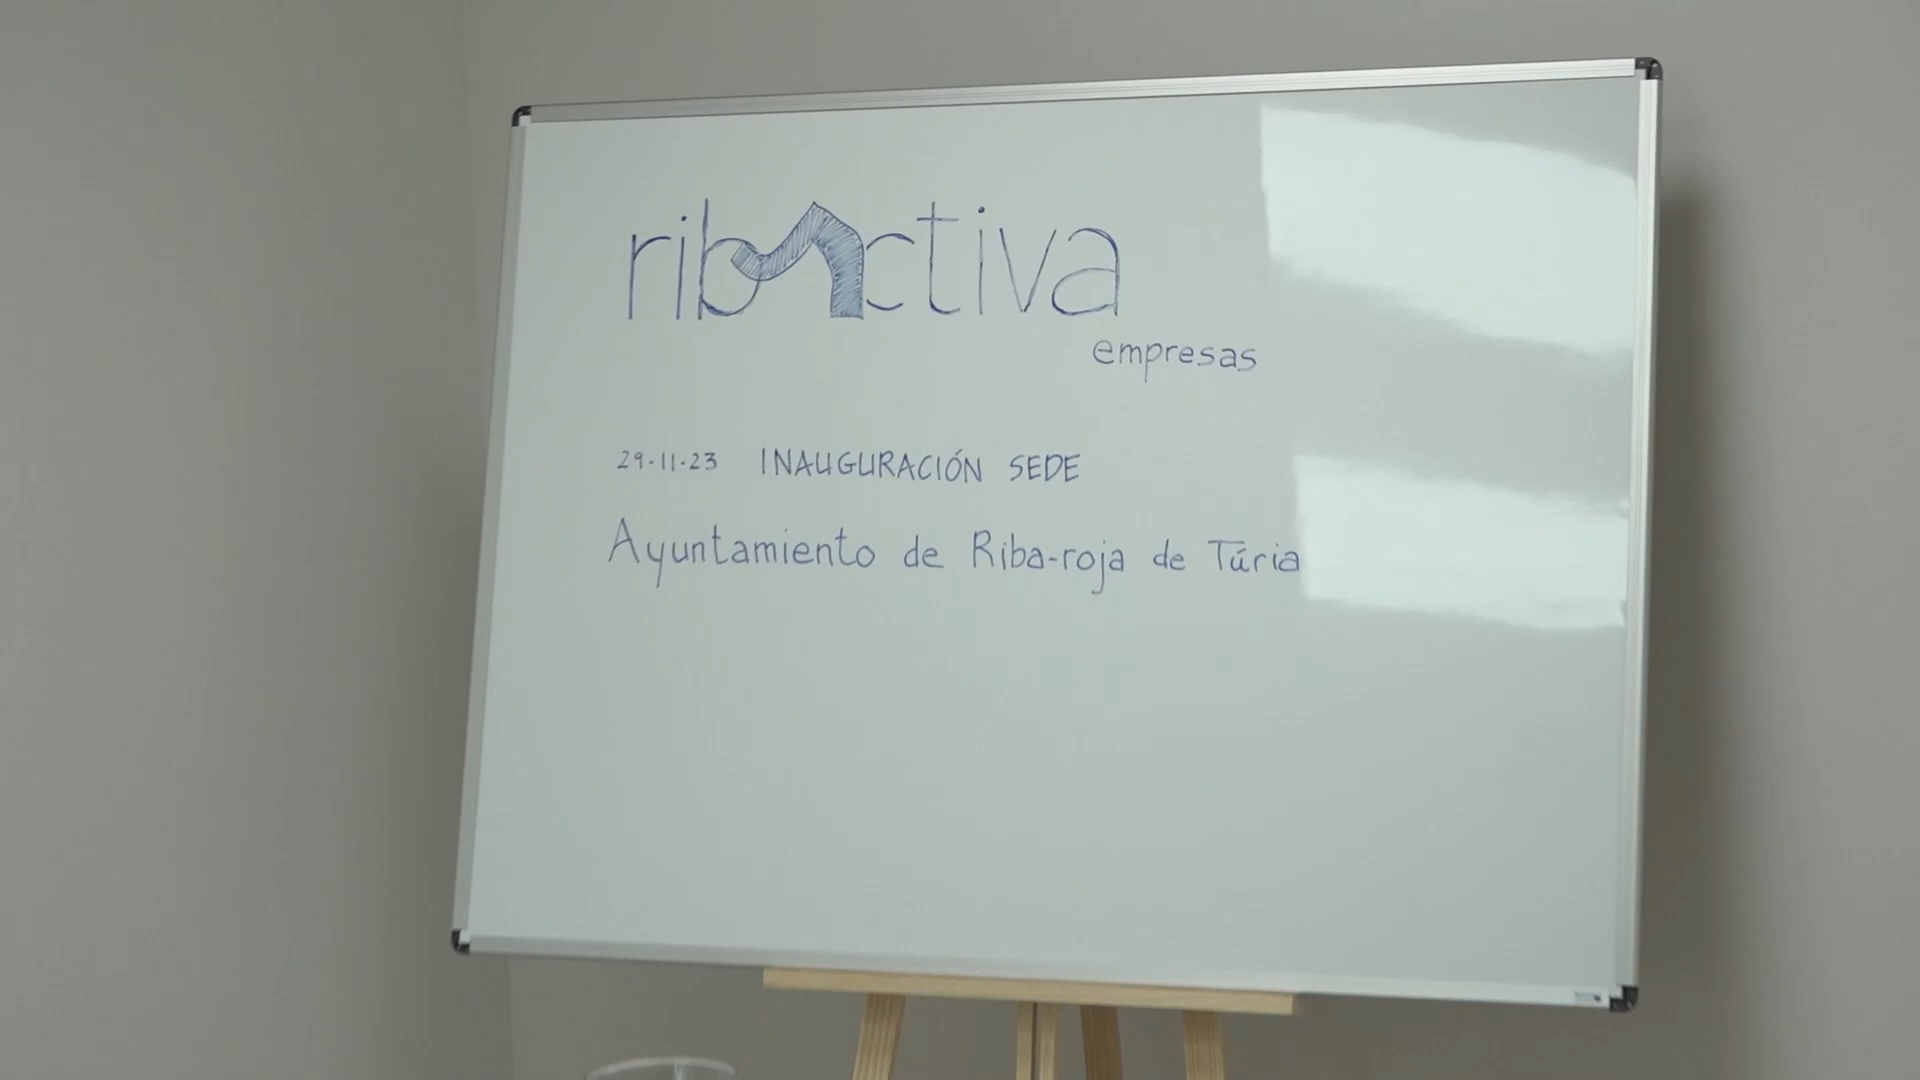 ribactiva
empresas
29-11-23 INAUGURACIÓN SEDE
Ayuntamiento de Riba-roja de Túria